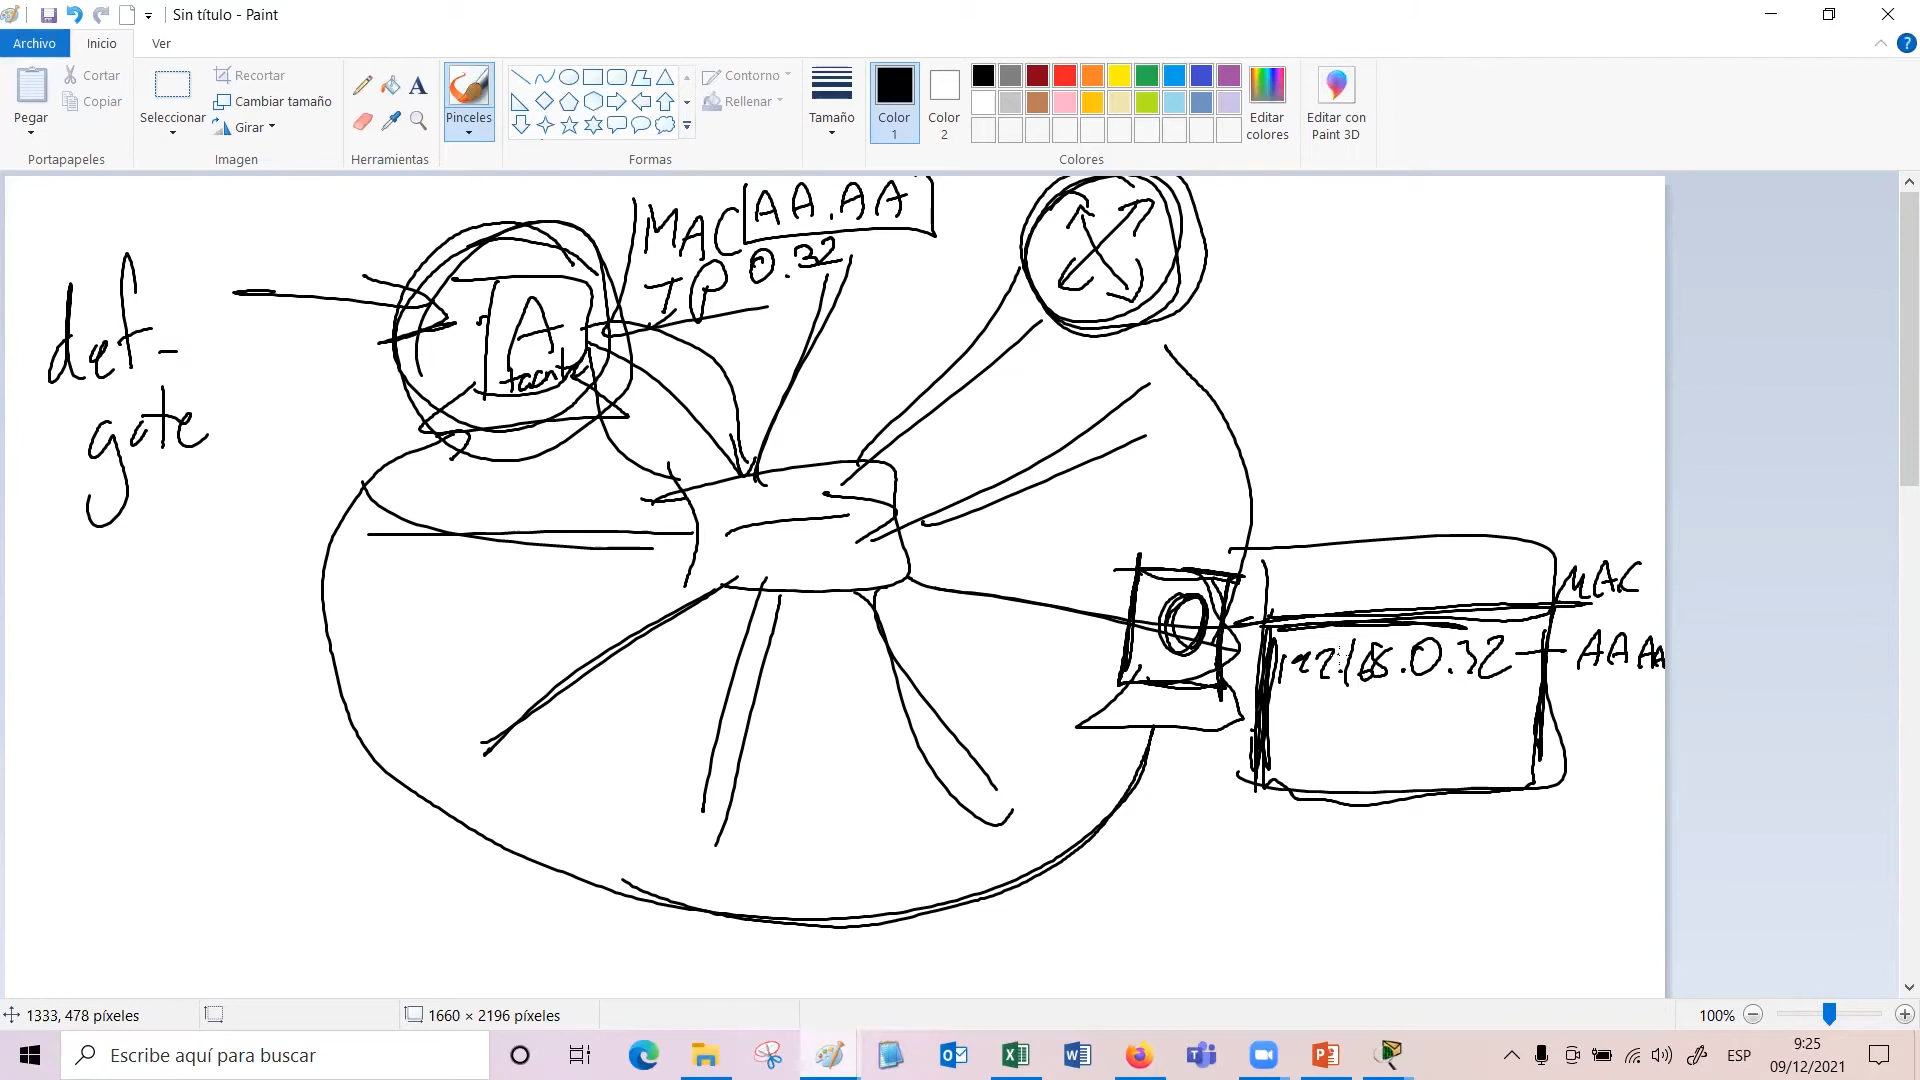 Sin título - Paint
Archivo
Inicio
Ver
Pegar
Cortar
Copiar
Portapapeles
Seleccionar
Recortar
Cambiar tamaño
Girar
Imagen
Herramientas
Pinceles
Contorno
Rellenar
Formas
Tamaño
Color 1
Color 2
Editar colores
Editar con Paint 3D
Colores
MAC AA.AA
IP 0.32
def-
gate
A
MAC
192.168.0.32 AAAA
1333, 478 píxeles
1660 × 2196 píxeles
100%
Escribe aquí para buscar
ESP
9:25
09/12/2021